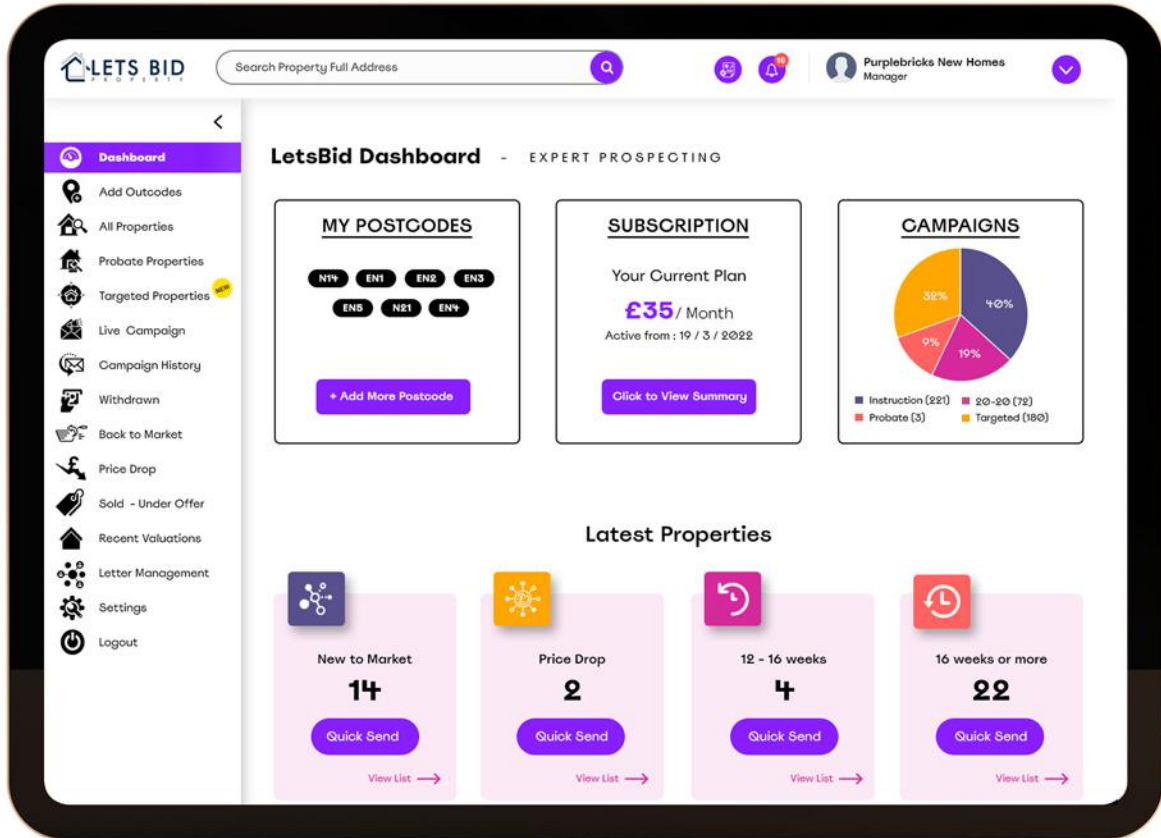 LETS BID
PROPERTY
Search Property Full Address
10
Purplebricks New Homes
Manager
Dashboard
Add Outcodes
All Properties
Probate Properties
Targeted Properties
NEW
Live Campaign
Campaign History
Withdrawn
Back to Market
Price Drop
Sold - Under Offer
Recent Valuations
Letter Management
Settings
Logout
LetsBid Dashboard - EXPERT PROSPECTING
MY POSTCODES
N14 EN1 EN2 EN3
EN5 N21 EN4
+ Add More Postcode
SUBSCRIPTION
Your Current Plan
£35/ Month
Active from : 19 / 3 / 2022
Click to View Summary
CAMPAIGNS
32% 40%
9% 19%
Instruction (221) 20-20 (72)
Probate (3) Targeted (180)
Latest Properties
New to Market
14
Quick Send
View List
Price Drop
2
Quick Send
View List
12 - 16 weeks
4
Quick Send
View List
16 weeks or more
22
Quick Send
View List